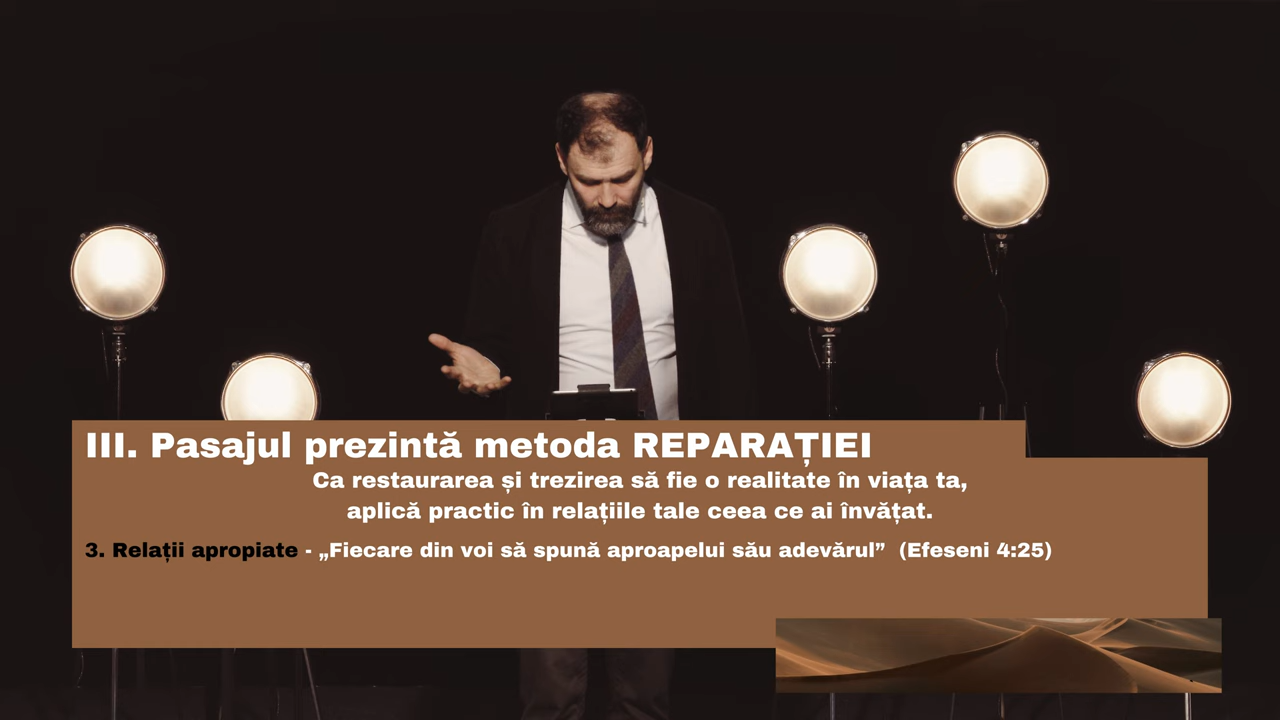 III. Pasajul prezintă metoda REPARAȚIEI
Ca restaurarea și trezirea să fie o realitate în viața ta,
aplică practic în relațiile tale ceea ce ai învățat.
3. Relații apropiate - „Fiecare din voi să spună aproapelui său adevărul” (Efeseni 4:25)